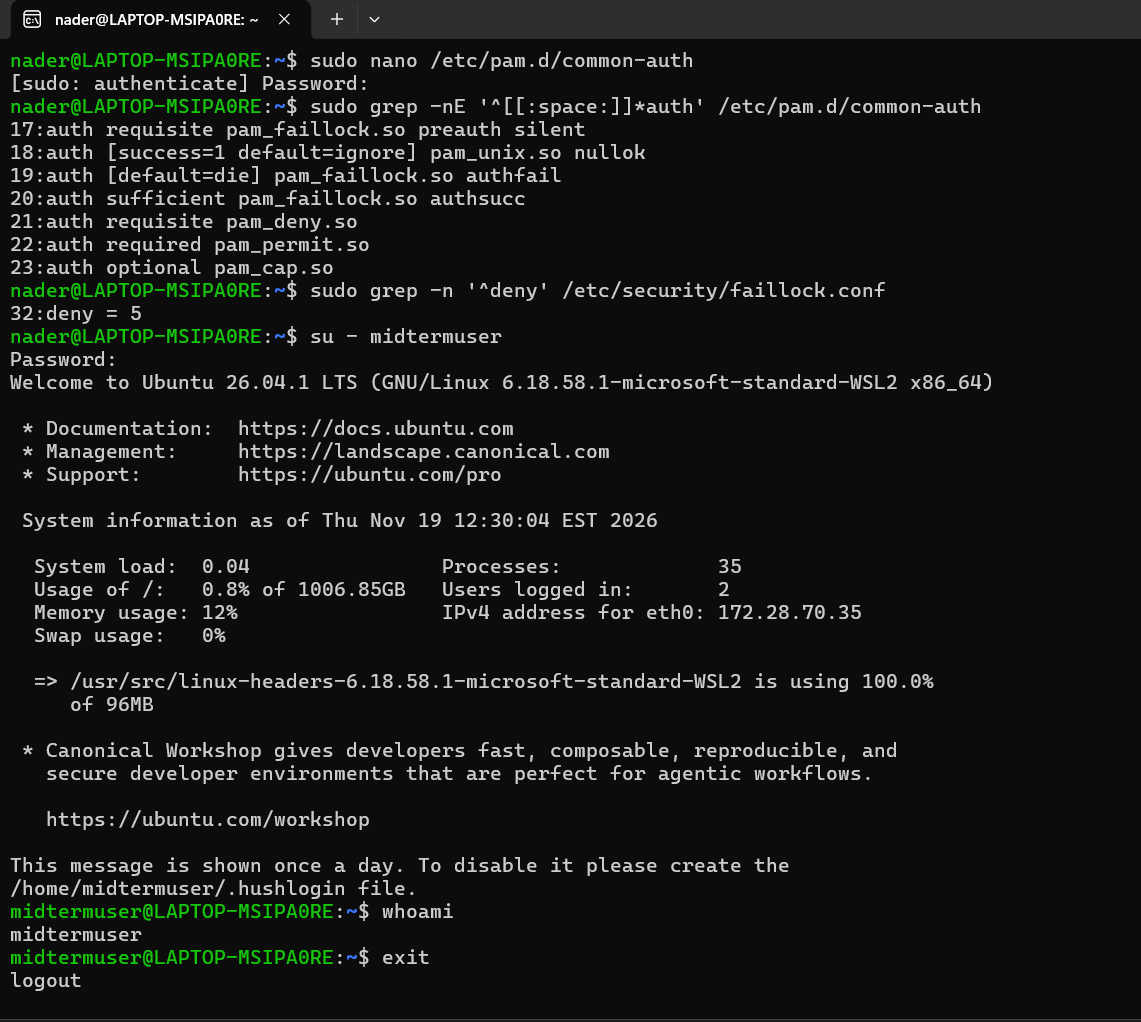 nader@LAPTOP-MSIPA0RE: ~
nader@LAPTOP-MSIPA0RE:~$ sudo nano /etc/pam.d/common-auth
[sudo: authenticate] Password:
nader@LAPTOP-MSIPA0RE:~$ sudo grep -nE '^[[:space:]]*auth' /etc/pam.d/common-auth
17:auth requisite pam_faillock.so preauth silent
18:auth [success=1 default=ignore] pam_unix.so nullok
19:auth [default=die] pam_faillock.so authfail
20:auth sufficient pam_faillock.so authsucc
21:auth requisite pam_deny.so
22:auth required pam_permit.so
23:auth optional pam_cap.so
nader@LAPTOP-MSIPA0RE:~$ sudo grep -n '^deny' /etc/security/faillock.conf
32:deny = 5
nader@LAPTOP-MSIPA0RE:~$ su - midtermuser
Password:
Welcome to Ubuntu 26.04.1 LTS (GNU/Linux 6.18.58.1-microsoft-standard-WSL2 x86_64)

 * Documentation:  https://docs.ubuntu.com
 * Management:     https://landscape.canonical.com
 * Support:        https://ubuntu.com/pro

 System information as of Thu Nov 19 12:30:04 EST 2026

  System load:  0.04                Processes:             35
  Usage of /:   0.8% of 1006.85GB   Users logged in:       2
  Memory usage: 12%                 IPv4 address for eth0: 172.28.70.35
  Swap usage:   0%

  => /usr/src/linux-headers-6.18.58.1-microsoft-standard-WSL2 is using 100.0%
     of 96MB

 * Canonical Workshop gives developers fast, composable, reproducible, and
   secure developer environments that are perfect for agentic workflows.

   https://ubuntu.com/workshop

This message is shown once a day. To disable it please create the
/home/midtermuser/.hushlogin file.
midtermuser@LAPTOP-MSIPA0RE:~$ whoami
midtermuser
midtermuser@LAPTOP-MSIPA0RE:~$ exit
logout